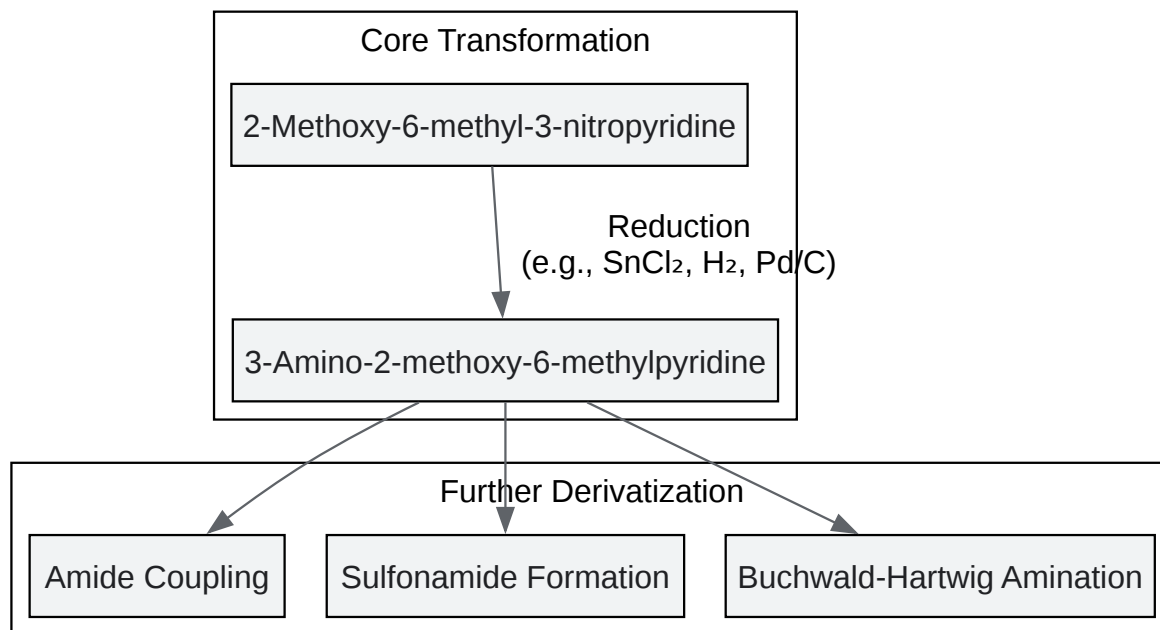 Core Transformation
2-Methoxy-6-methyl-3-nitropyridine
Reduction
(e.g., SnCl₂, H₂, Pd/C)
3-Amino-2-methoxy-6-methylpyridine
Further Derivatization
Amide Coupling
Sulfonamide Formation
Buchwald-Hartwig Amination